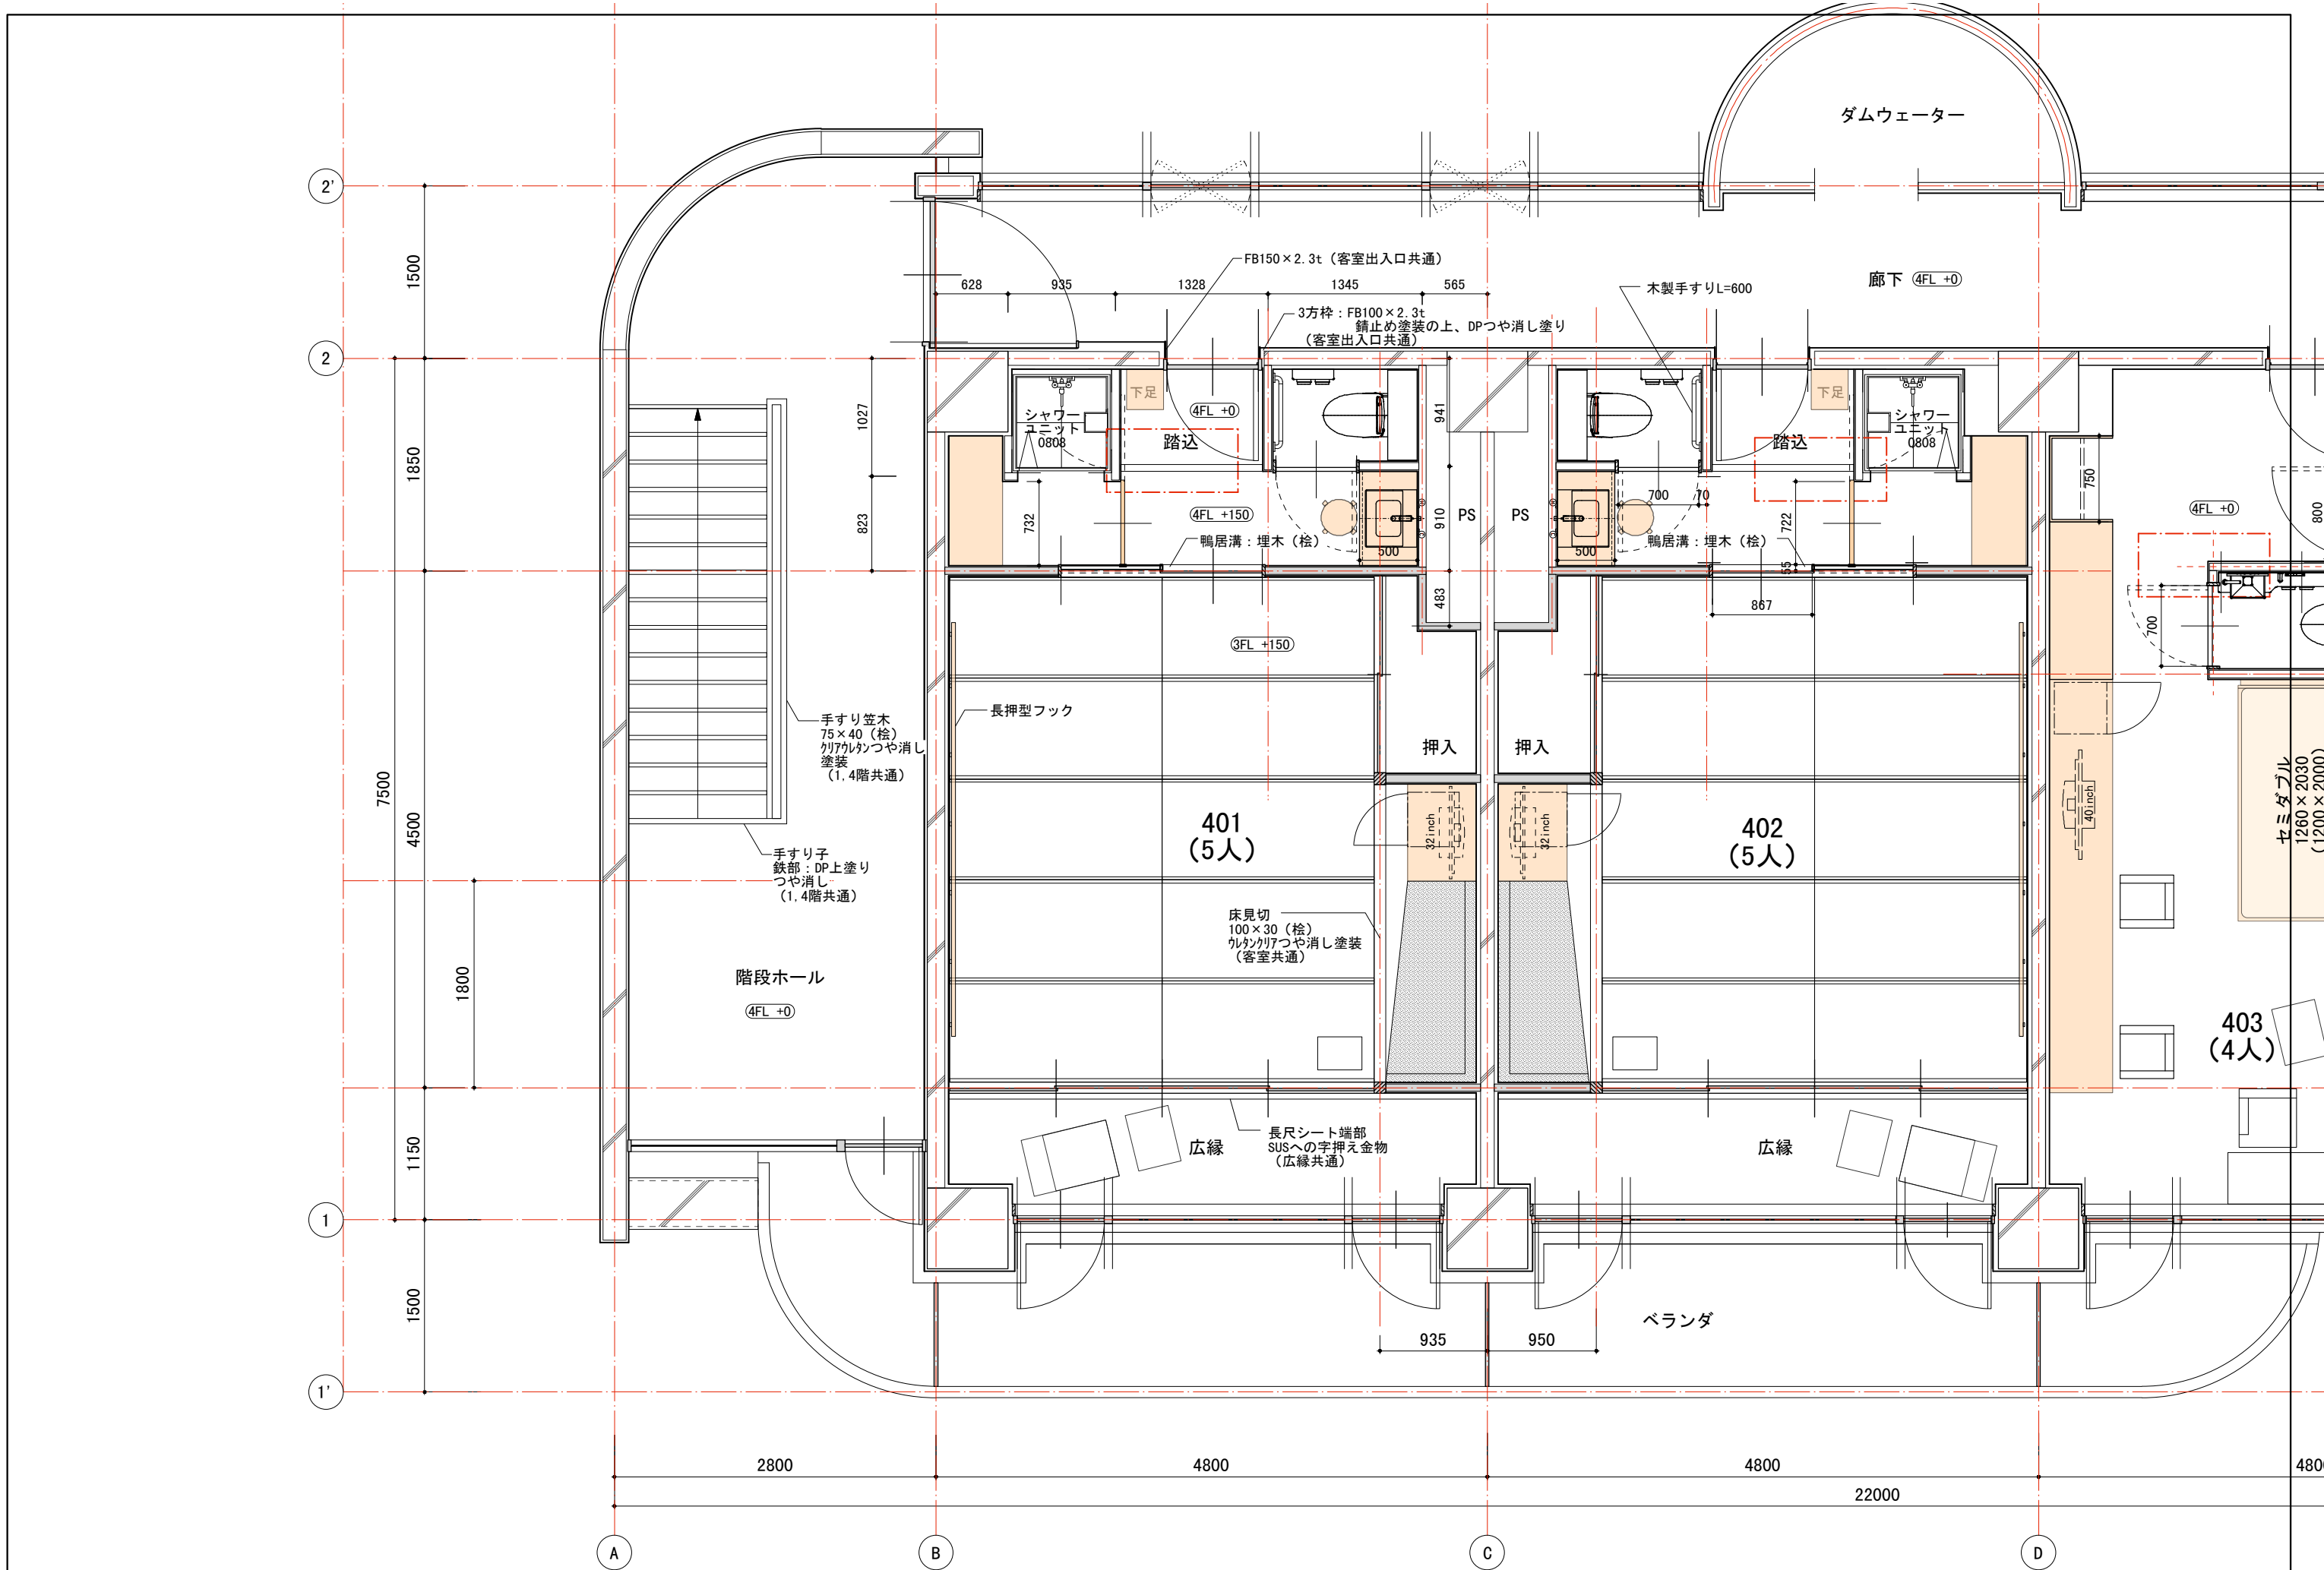 ダムウェーター
2'
1500
FB150×2.3t（客室出入口共通）
628
935
1328
1345
565
廊下
4FL +0
木製手すりL=600
3方枠：FB100×2.3t
錆止め塗装の上、DPつや消し塗り
（客室出入口共通）
2
1027
シャワー
ユニット
0808
下足
4FL +0
踏込
941
踏込
下足
シャワー
ユニット
0808
1850
823
732
4FL +150
鴨居溝：埋木（桧）
500
910
PS
PS
500
700
70
鴨居溝：埋木（桧）
722
55
750
4FL +0
800
483
867
700
3FL +150
長押型フック
手すり笠木
75×40（桧）
ｸﾘｱｳﾚﾀﾝつや消し
塗装
（1,4階共通）
押入
押入
7500
4500
401
（5人）
32inch
32inch
402
（5人）
40inch
セミダブル
1260×2030
(1200×2000)
手すり子
鉄部：DP上塗り
つや消し
（1,4階共通）
床見切
100×30（桧）
ｳﾚﾀﾝｸﾘｱつや消し塗装
（客室共通）
1800
階段ホール
4FL +0
403
（4人）
1150
広縁
長尺シート端部
SUSへの字押え金物
（広縁共通）
広縁
1
1500
935
950
ベランダ
1'
2800
4800
4800
480
22000
A
B
C
D